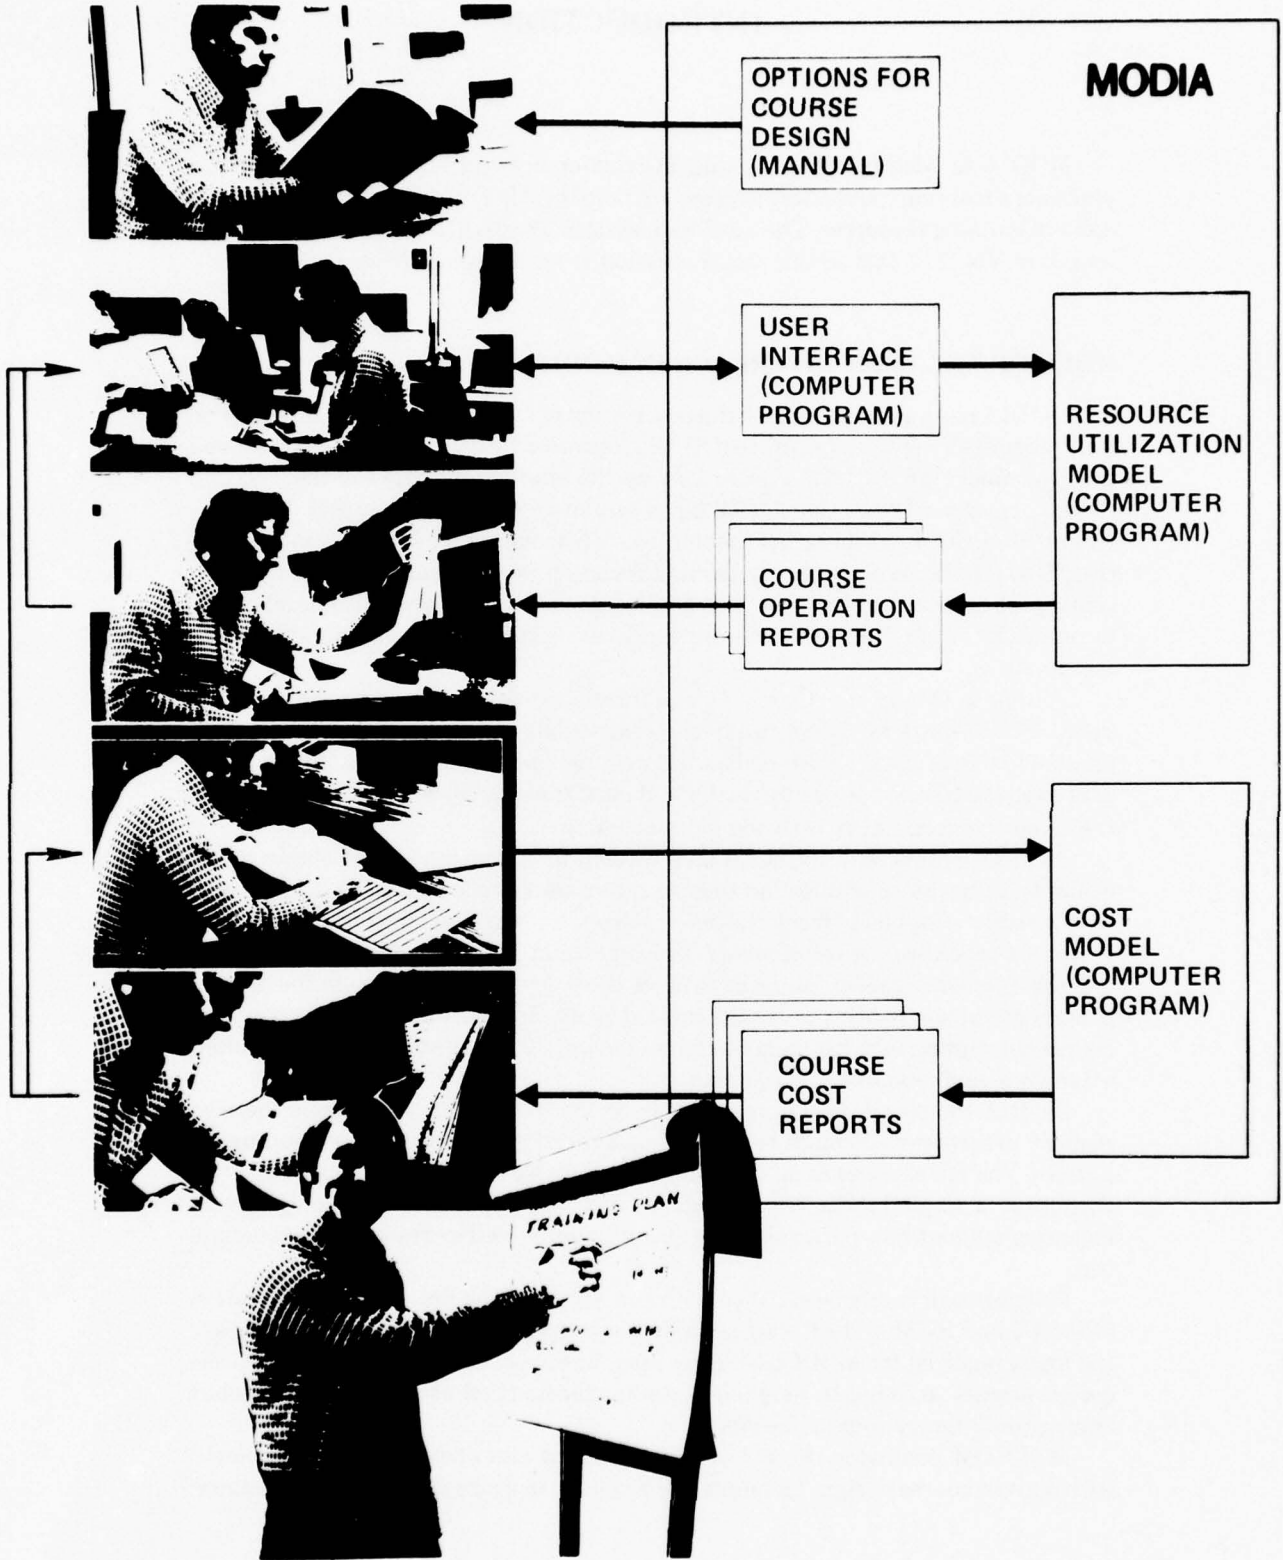 MODIA
OPTIONS FOR
COURSE
DESIGN
(MANUAL)
USER
INTERFACE
(COMPUTER
PROGRAM)
RESOURCE
UTILIZATION
MODEL
(COMPUTER
PROGRAM)
COURSE
OPERATION
REPORTS
COST
MODEL
(COMPUTER
PROGRAM)
COURSE
COST
REPORTS
TRAINING PLAN